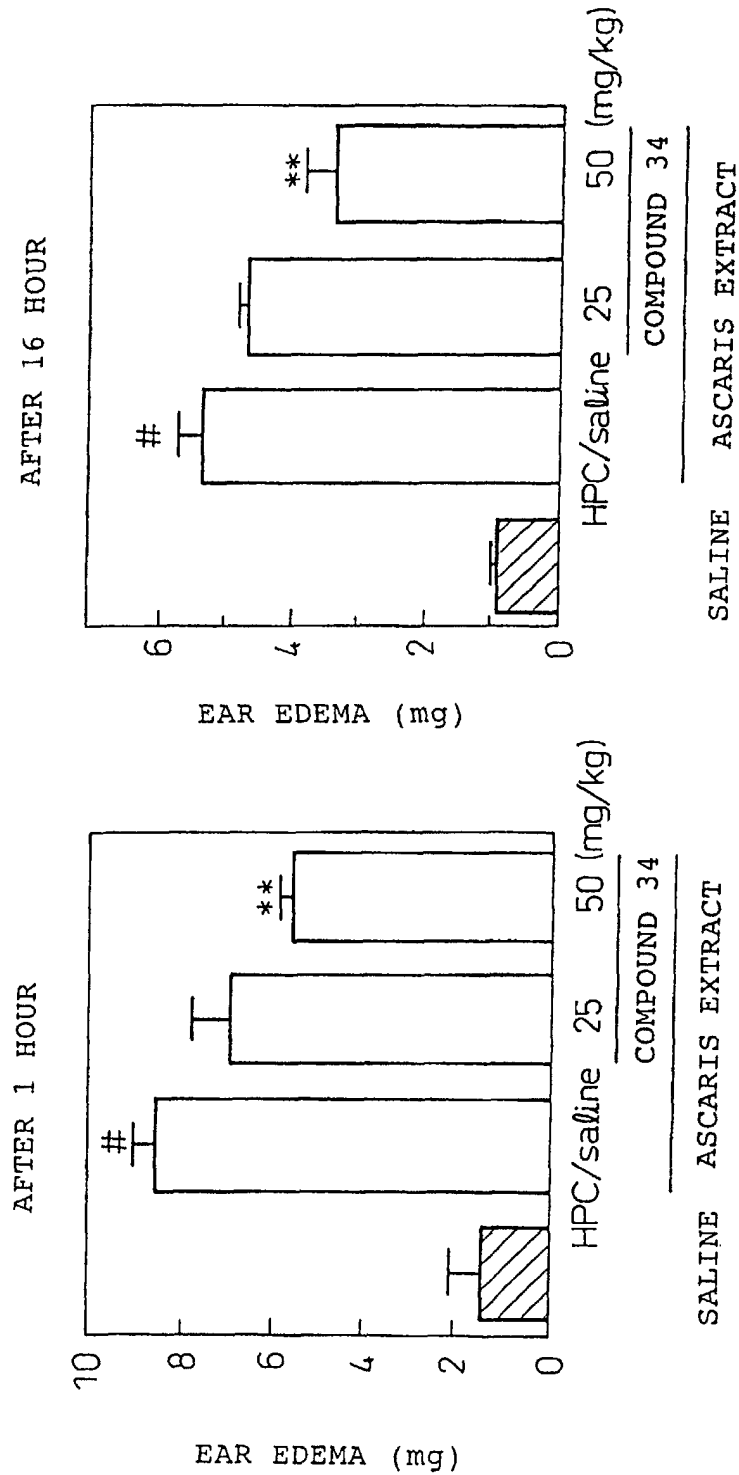 AFTER 1 HOUR
EAR EDEMA (mg)
10
8
6
4
2
0
#
**
HPC/saline 25 50 (mg/kg)
COMPOUND 34
SALINE ASCARIS EXTRACT
AFTER 16 HOUR
EAR EDEMA (mg)
6
4
2
0
#
**
HPC/saline 25 50 (mg/kg)
COMPOUND 34
SALINE ASCARIS EXTRACT